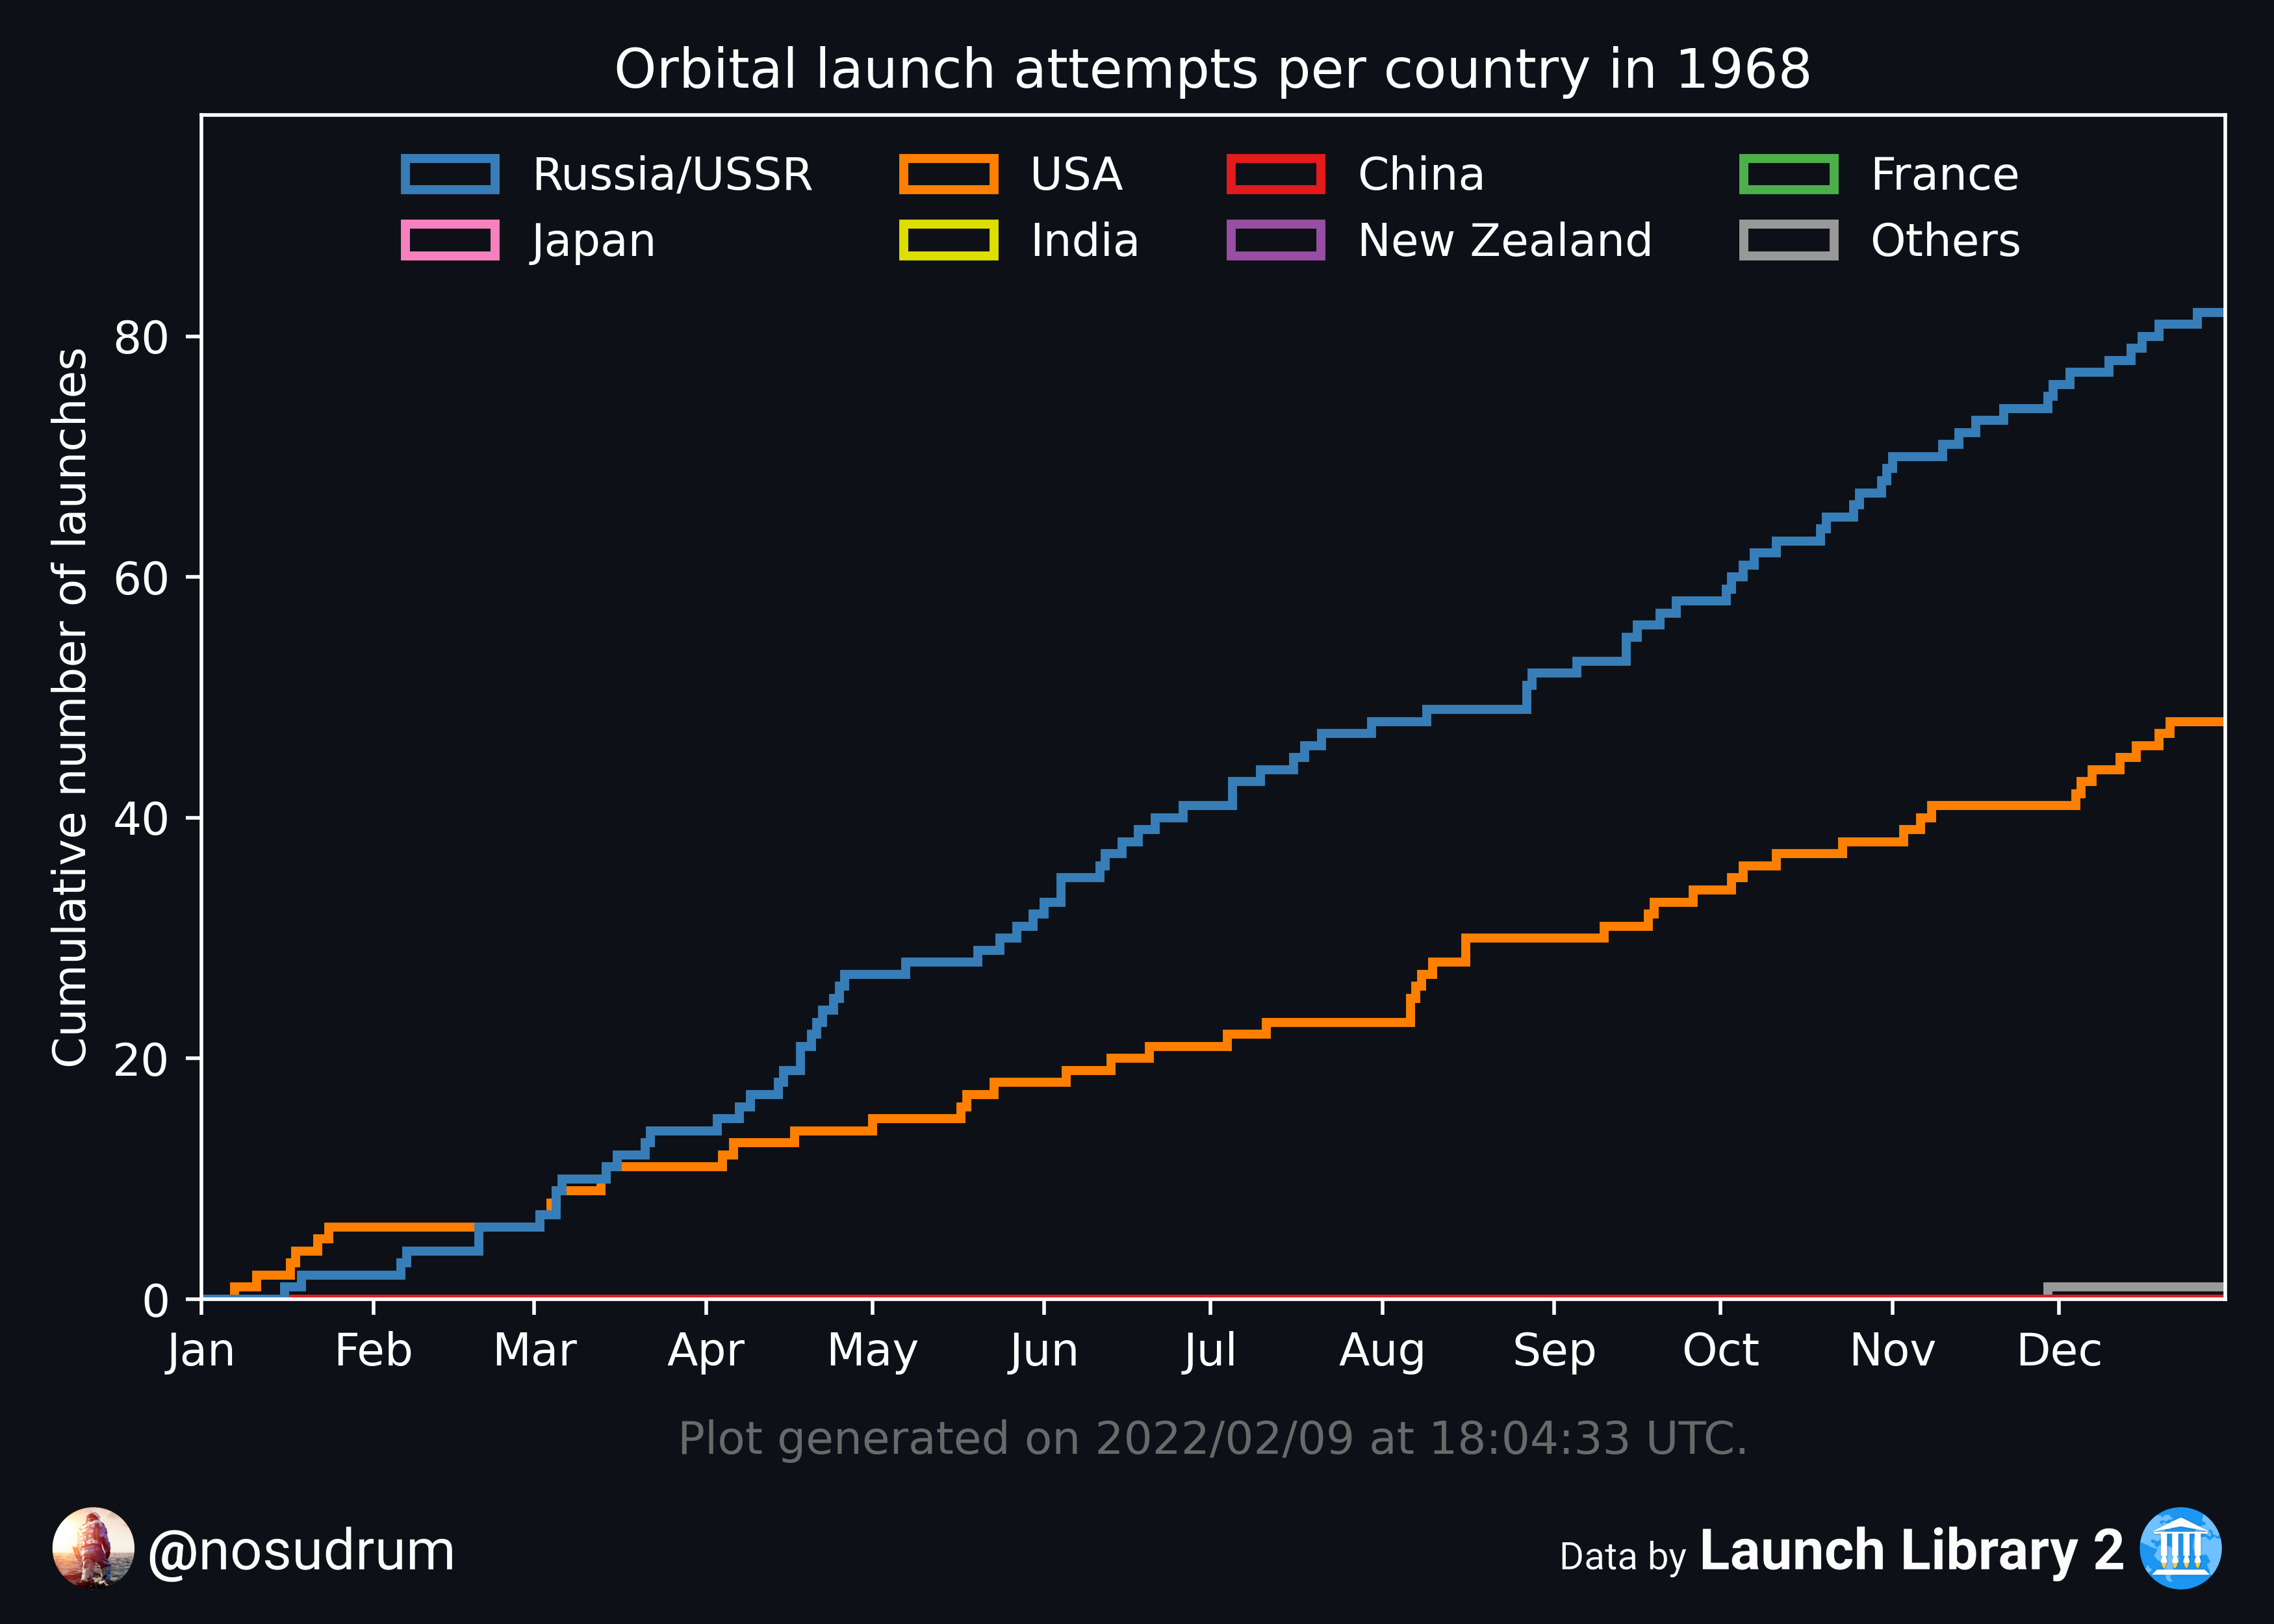 Orbital launch attempts per country in 1968
Russia/USSR USA China France
Japan India New Zealand Others
Cumulative number of launches
80
60
40
20
0
Jan Feb Mar Apr May Jun Jul Aug Sep Oct Nov Dec
Plot generated on 2022/02/09 at 18:04:33 UTC.
@nosudrum
Data by Launch Library 2